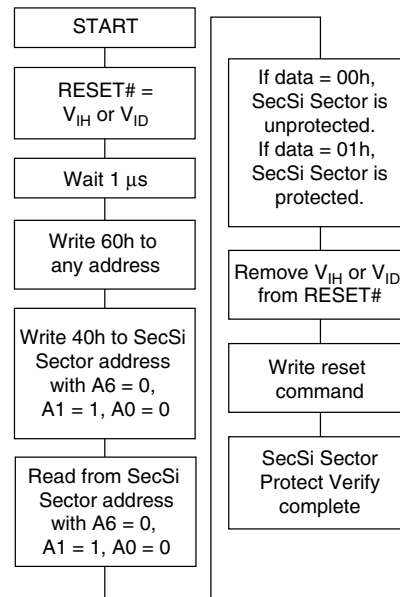 START
RESET# =
VIH or VID
Wait 1 μs
Write 60h to
any address
Write 40h to SecSi
Sector address
with A6 = 0,
A1 = 1, A0 = 0
Read from SecSi
Sector address
with A6 = 0,
A1 = 1, A0 = 0
If data = 00h,
SecSi Sector is
unprotected.
If data = 01h,
SecSi Sector is
protected.
Remove VIH or VID
from RESET#
Write reset
command
SecSi Sector
Protect Verify
complete